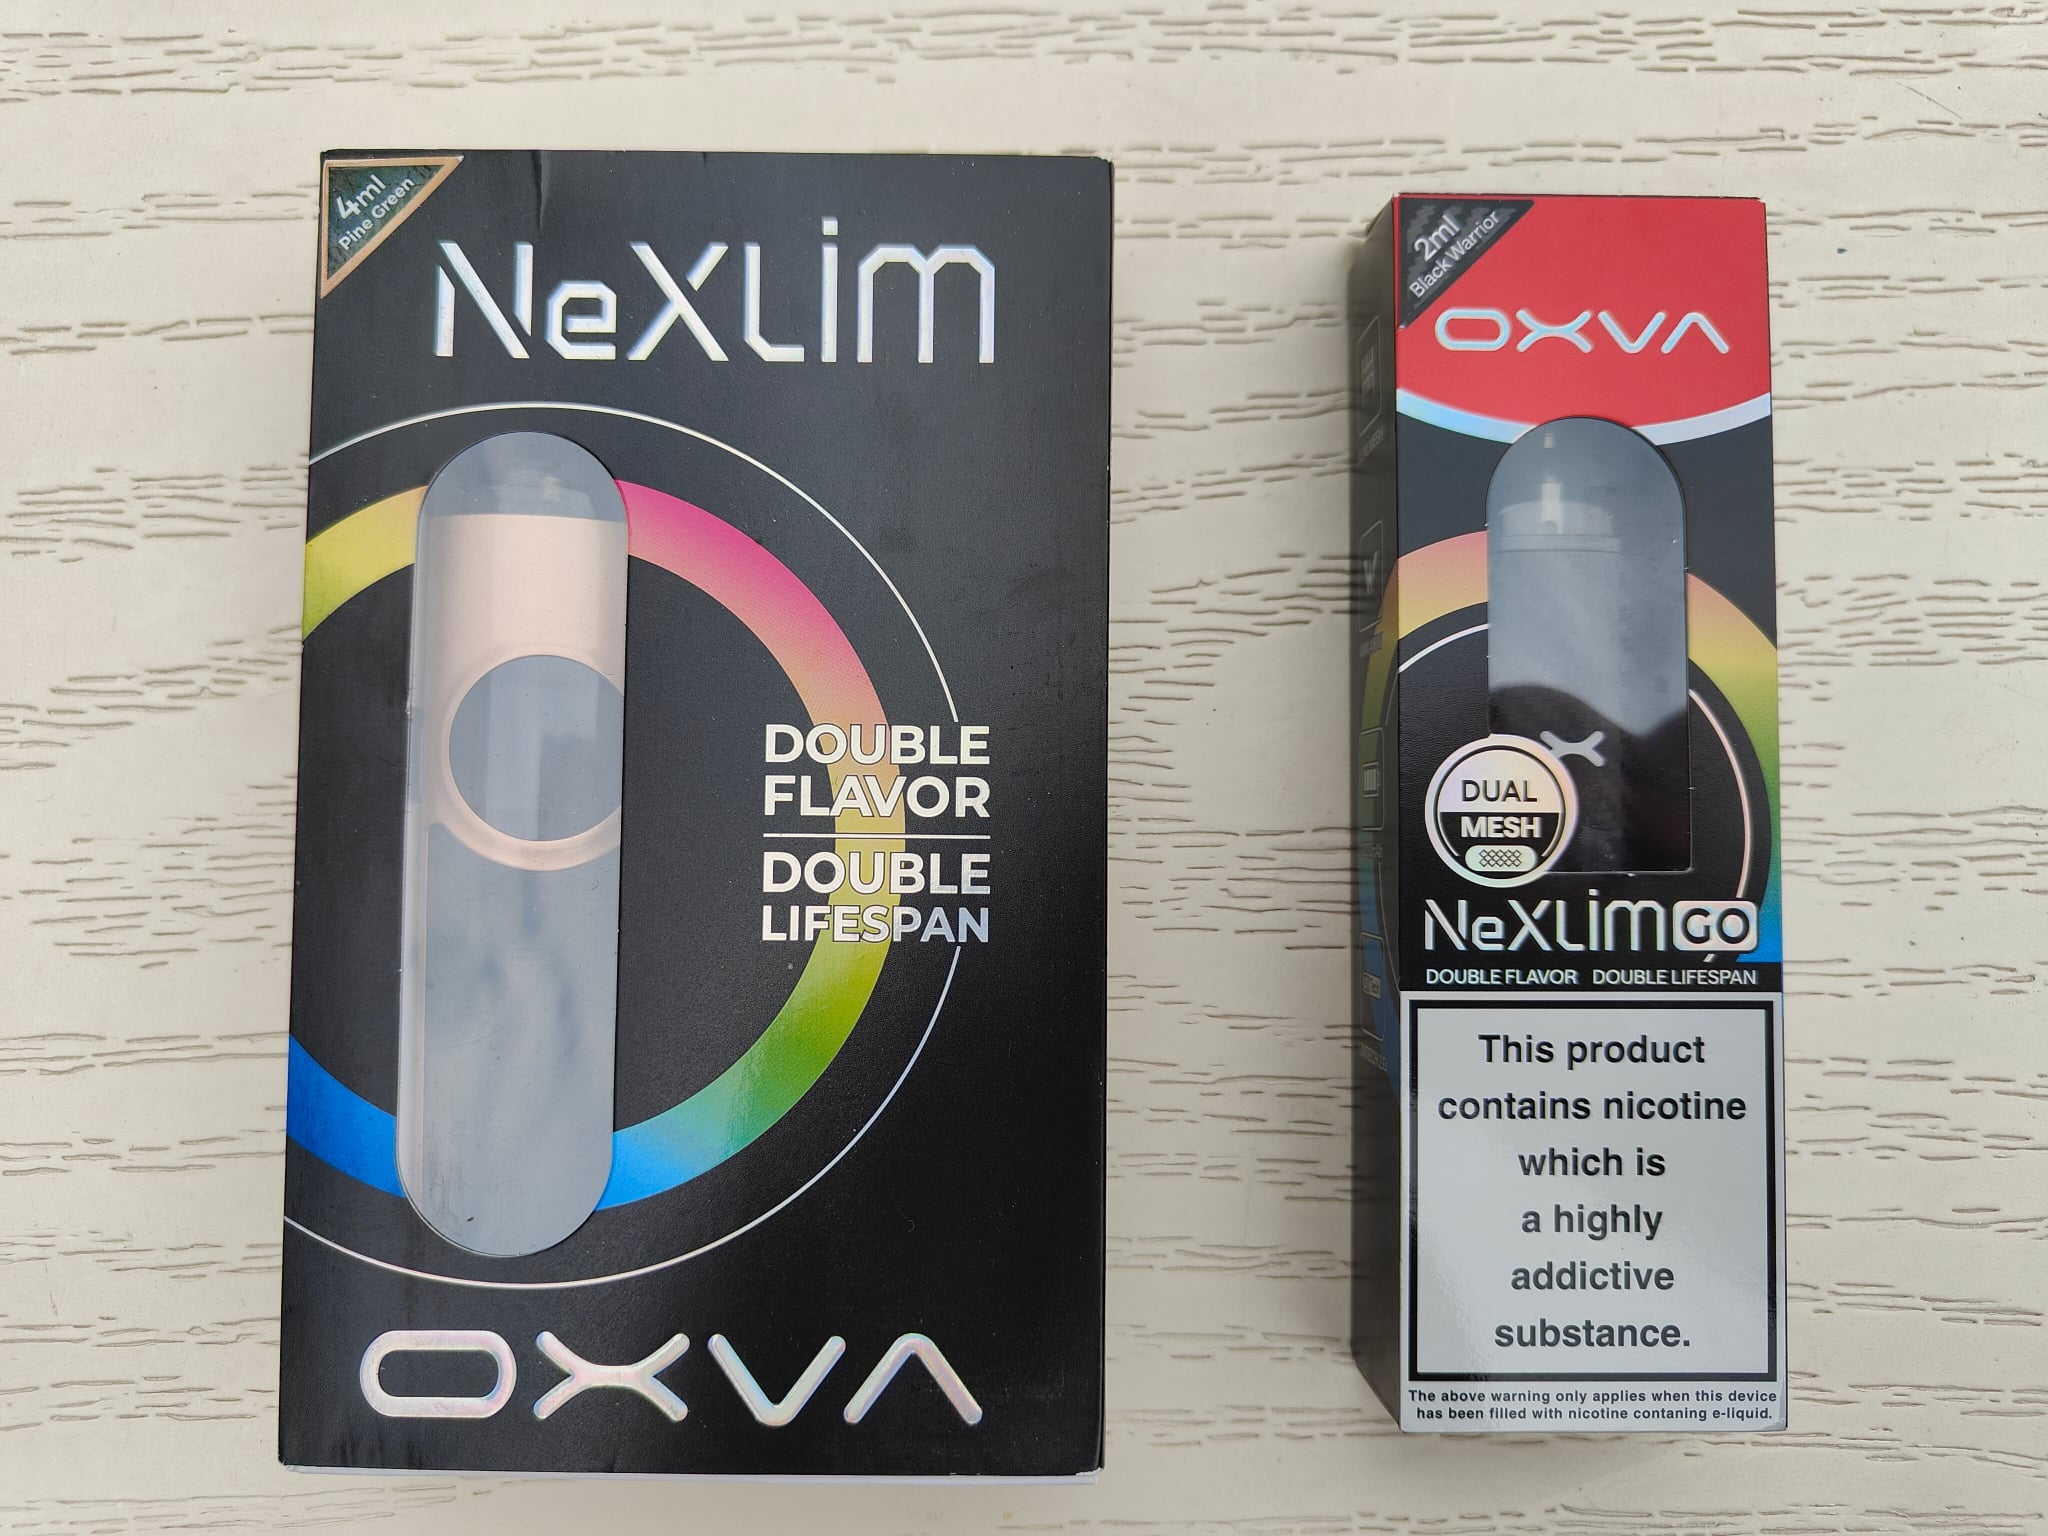 4ml
Pine Green
NeXLiM
DOUBLE
FLAVOR
DOUBLE
LIFESPAN
OXVA
2ml
Black Warrior
OXVA
DUAL
MESH
NeXLiM GO
DOUBLE FLAVOR DOUBLE LIFESPAN
This product
contains nicotine
which is
a highly
addictive
substance.
The above warning only applies when this device
has been filled with nicotine contaning e-liquid.